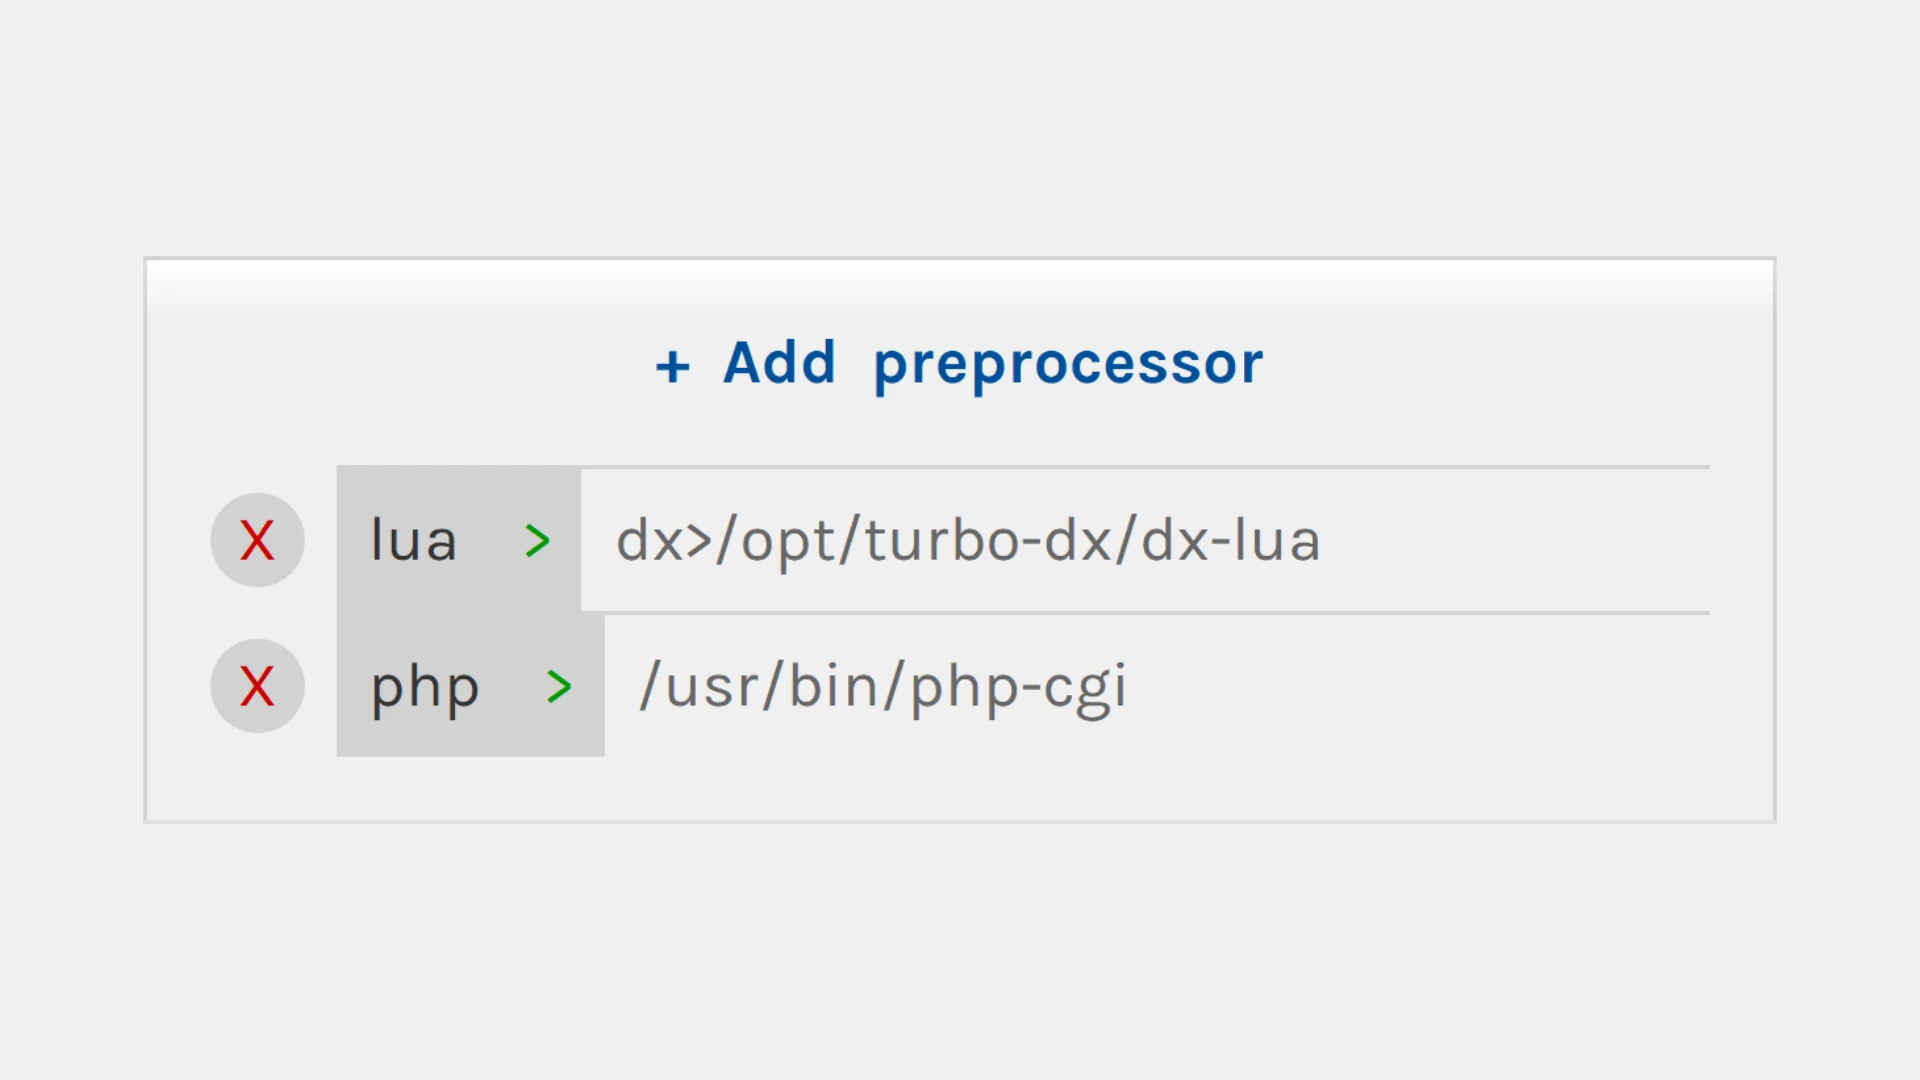 + Add preprocessor
X lua > dx>/opt/turbo-dx/dx-lua
X php > /usr/bin/php-cgi